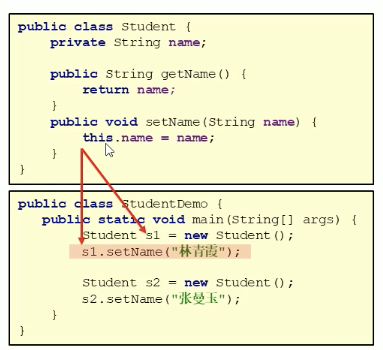 public class Student {
private String name;
public String getName() {
return name;
}
public void setName(String name) {
this.name = name;
}
}
public class StudentDemo {
public static void main(String[] args) {
Student s1 = new Student();
s1.setName("林青霞");
Student s2 = new Student();
s2.setName("张曼玉");
}
}